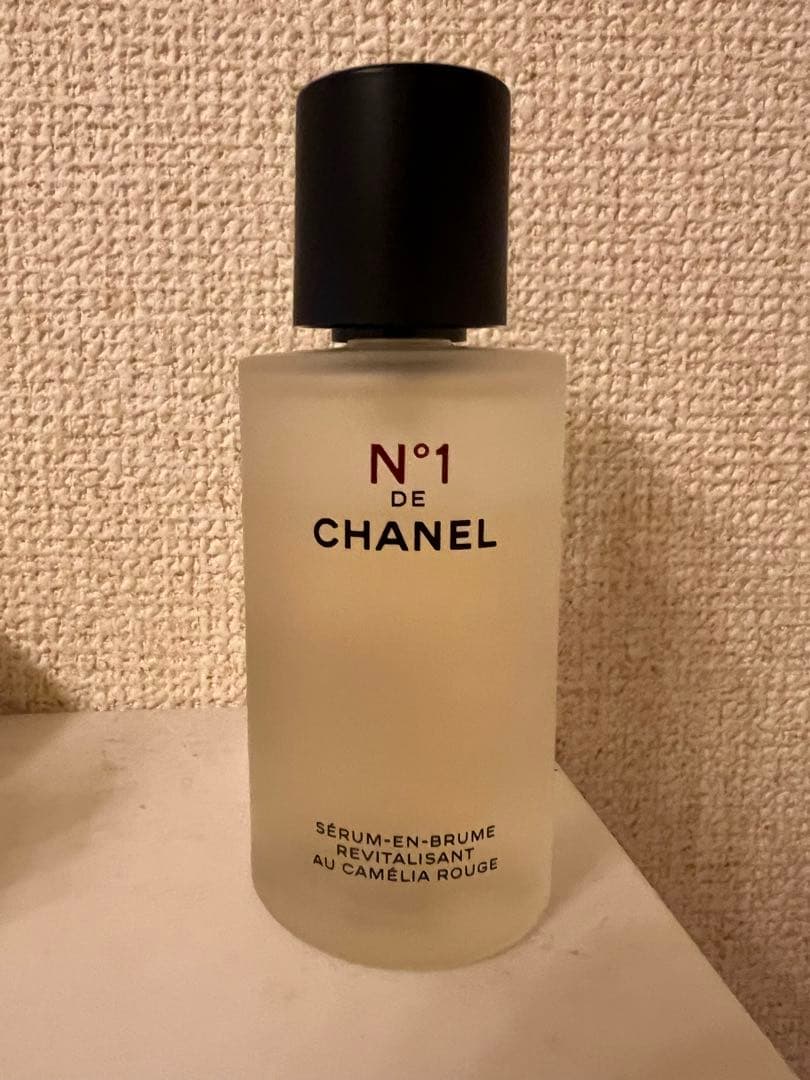 N°1
DE
CHANEL
SÉRUM-EN-BRUME
REVITALISANT
AU CAMÉLIA ROUGE